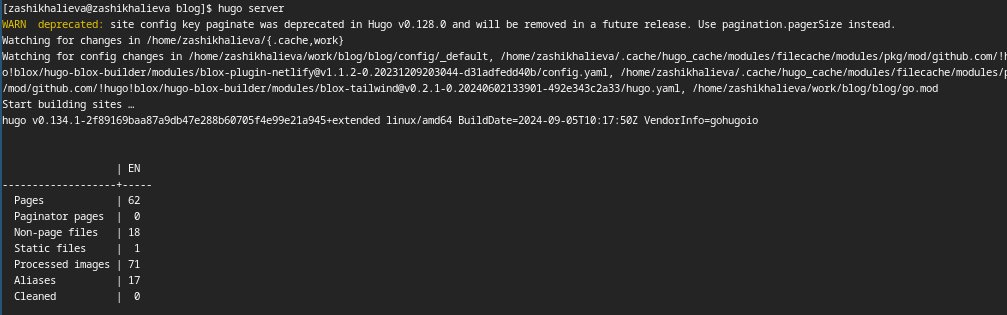 [zashikhalieva@zashikhalieva blog]$ hugo server
WARN  deprecated: site config key paginate was deprecated in Hugo v0.128.0 and will be removed in a future release. Use pagination.pagerSize instead.
Watching for changes in /home/zashikhalieva/{.cache,work}
Watching for config changes in /home/zashikhalieva/work/blog/blog/config/_default, /home/zashikhalieva/.cache/hugo_cache/modules/filecache/modules/pkg/mod/github.com/!h
o!blox/hugo-blox-builder/modules/blox-plugin-netlify@v1.1.2-0.20231209203044-d31adfedd40b/config.yaml, /home/zashikhalieva/.cache/hugo_cache/modules/filecache/modules/p
/mod/github.com/!hugo!blox/hugo-blox-builder/modules/blox-tailwind@v0.2.1-0.20240602133901-492e343c2a33/hugo.yaml, /home/zashikhalieva/work/blog/blog/go.mod
Start building sites …
hugo v0.134.1-2f89169baa87a9db47e288b60705f4e99e21a945+extended linux/amd64 BuildDate=2024-09-05T10:17:50Z VendorInfo=gohugoio
                   | EN
-------------------+-----
  Pages            | 62
  Paginator pages  |  0
  Non-page files   | 18
  Static files     |  1
  Processed images | 71
  Aliases          | 17
  Cleaned          |  0